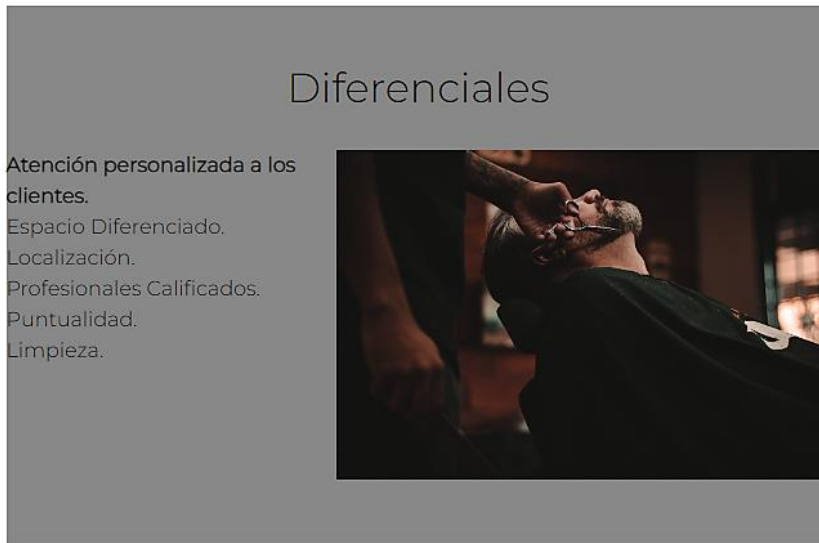 Diferenciales
Atención personalizada a los
clientes.
Espacio Diferenciado.
Localización.
Profesionales Calificados.
Puntualidad.
Limpieza.